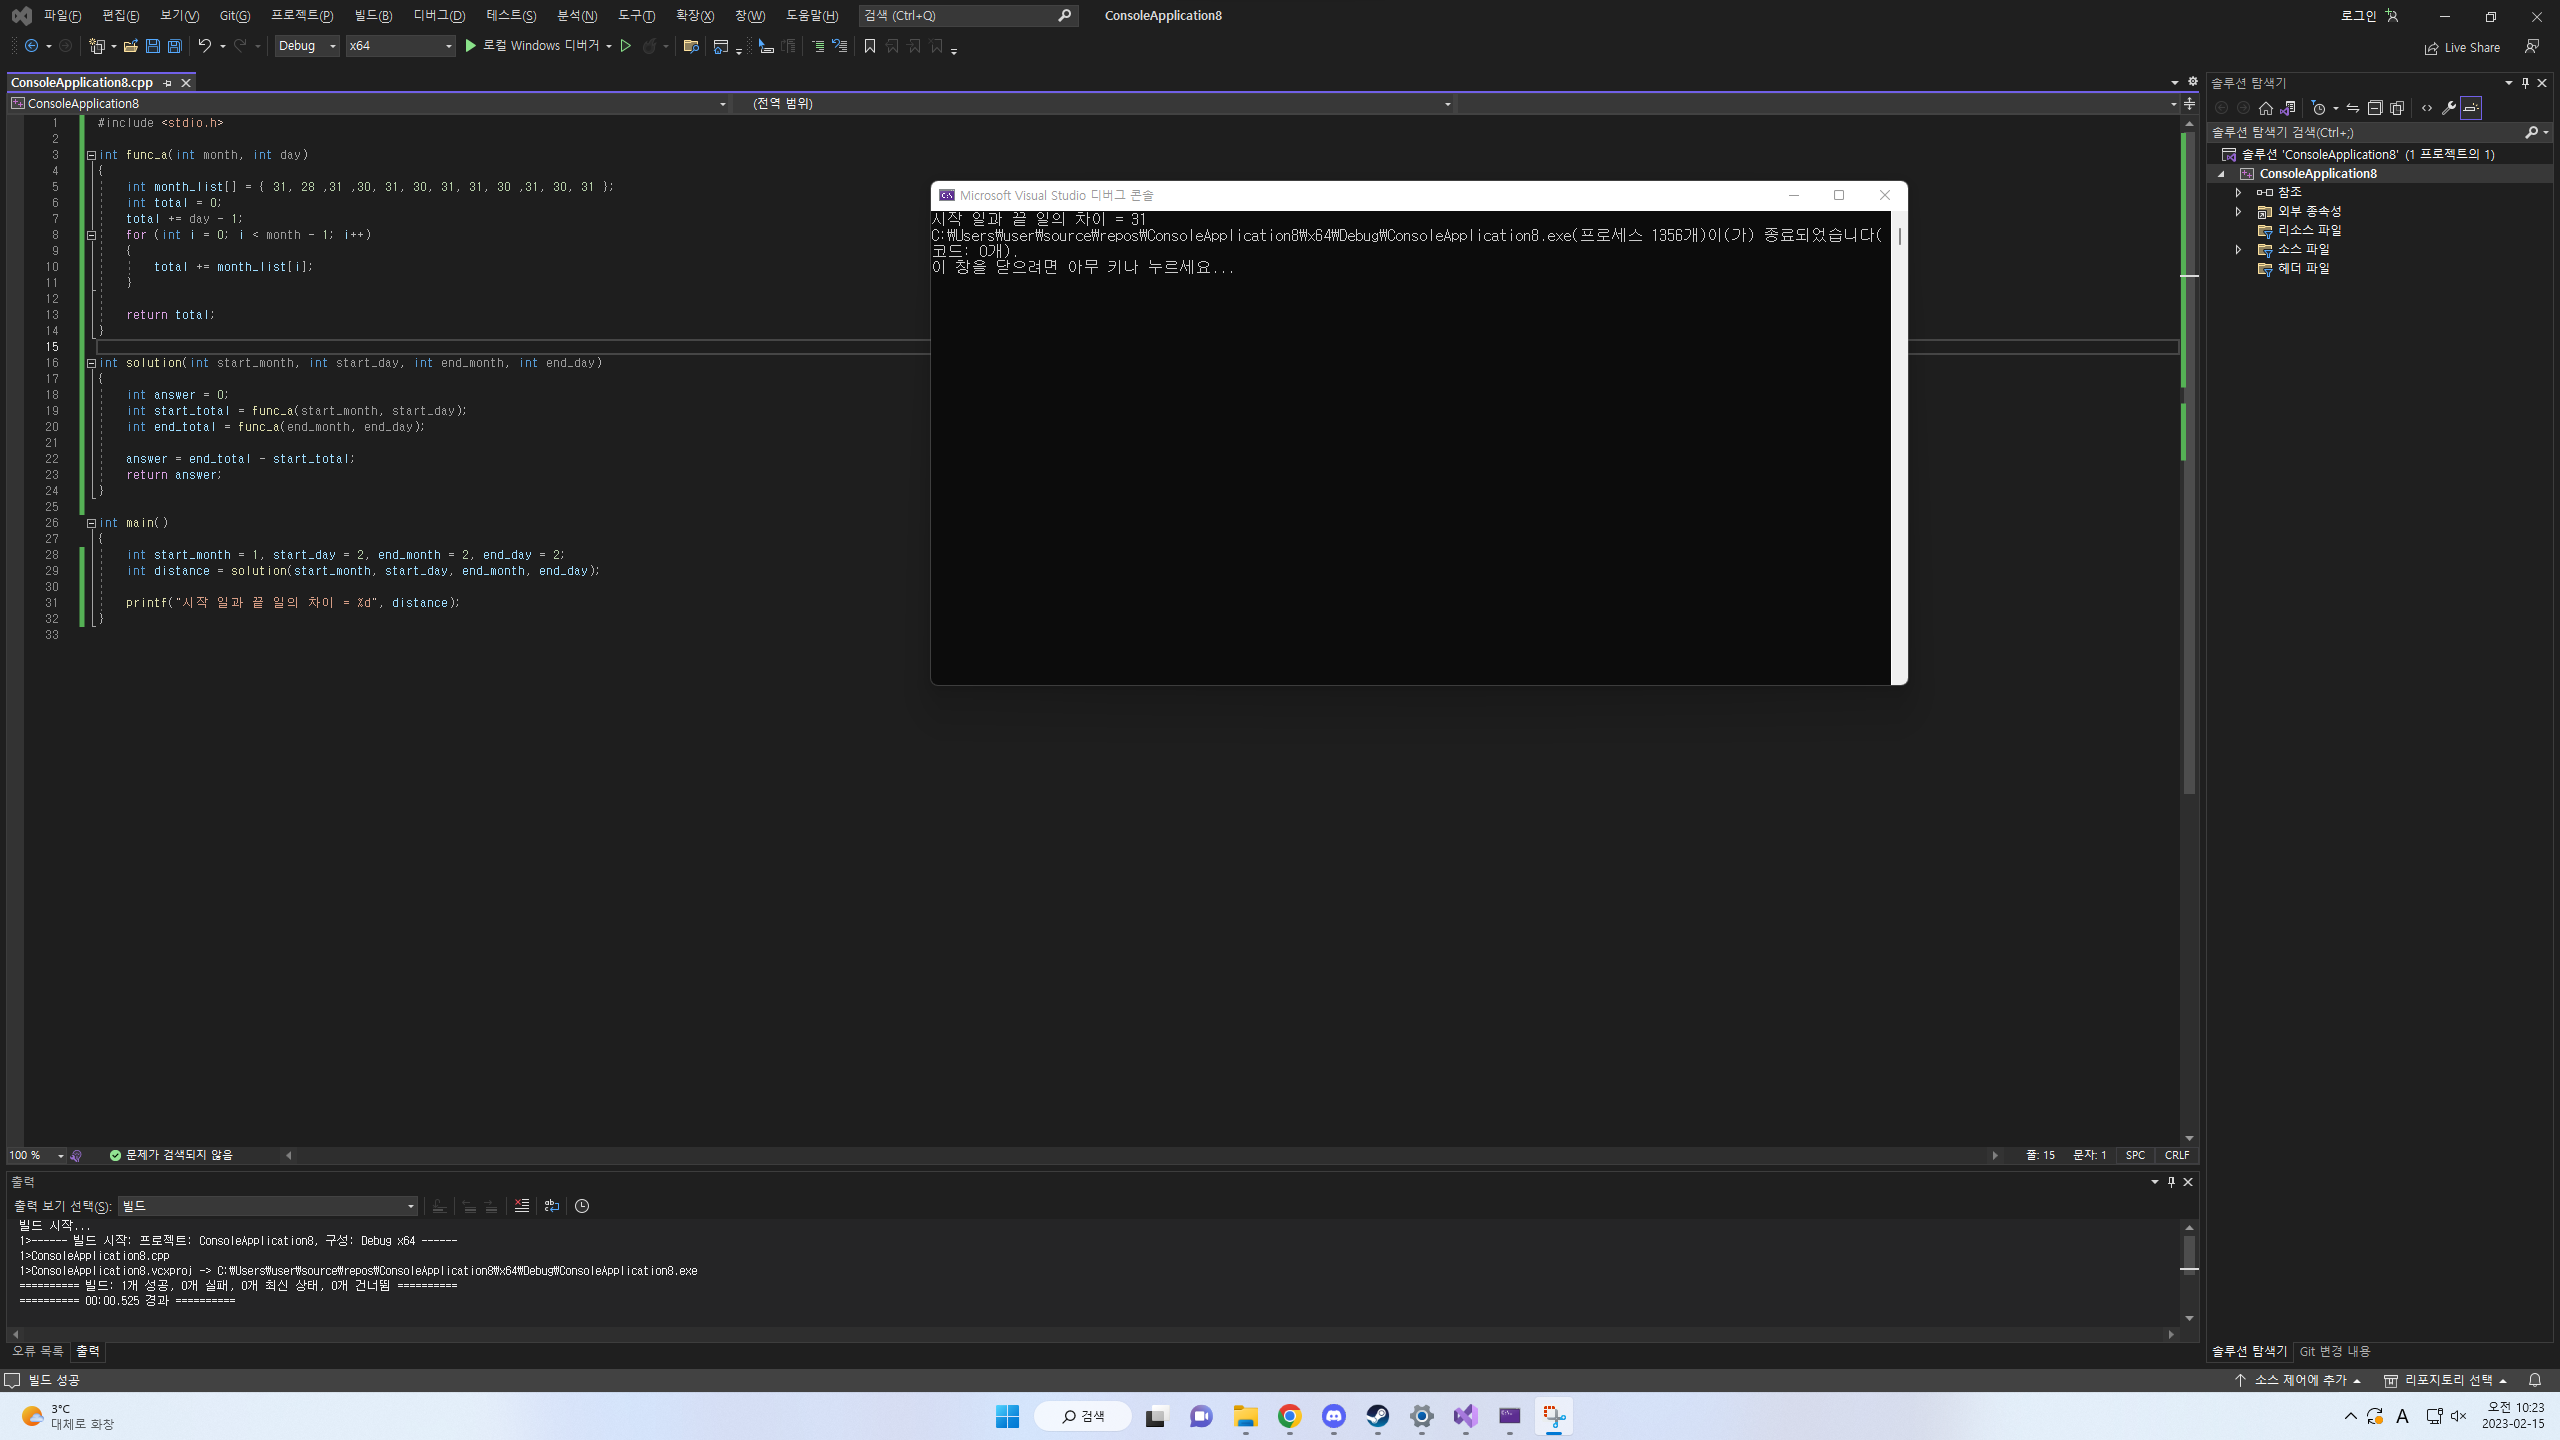 파일(F) 편집(E) 보기(V) Git(G) 프로젝트(P) 빌드(B) 디버그(D) 테스트(S) 분석(N) 도구(T) 확장(X) 창(W) 도움말(H) 검색 (Ctrl+Q) ConsoleApplication8 로그인
Debug x64 로컬 Windows 디버거 Live Share
ConsoleApplication8.cpp
ConsoleApplication8 (전역 범위)
1 #include <stdio.h>
2
3 int func_a(int month, int day)
4 {
5 int month_list[] = { 31, 28 ,31 ,30, 31, 30, 31, 31, 30 ,31, 30, 31 };
6 int total = 0;
7 total += day - 1;
8 for (int i = 0; i < month - 1; i++)
9 {
10 total += month_list[i];
11 }
12
13 return total;
14 }
15
16 int solution(int start_month, int start_day, int end_month, int end_day)
17 {
18 int answer = 0;
19 int start_total = func_a(start_month, start_day);
20 int end_total = func_a(end_month, end_day);
21
22 answer = end_total - start_total;
23 return answer;
24 }
25
26 int main()
27 {
28 int start_month = 1, start_day = 2, end_month = 2, end_day = 2;
29 int distance = solution(start_month, start_day, end_month, end_day);
30
31 printf("시작 일과 끝 일의 차이 = %d", distance);
32 }
33
Microsoft Visual Studio 디버그 콘솔
시작 일과 끝 일의 차이 = 31
C:\Users\user\source\repos\ConsoleApplication8\x64\Debug\ConsoleApplication8.exe(프로세스 1356개)이(가) 종료되었습니다(
코드: 0개).
이 창을 닫으려면 아무 키나 누르세요...
솔루션 탐색기
솔루션 탐색기 검색(Ctrl+;)
솔루션 'ConsoleApplication8' (1 프로젝트의 1)
ConsoleApplication8
참조
외부 종속성
리소스 파일
소스 파일
헤더 파일
100 % 문제가 검색되지 않음 줄: 15 문자: 1 SPC CRLF
출력
출력 보기 선택(S): 빌드
빌드 시작...
1>------ 빌드 시작: 프로젝트: ConsoleApplication8, 구성: Debug x64 ------
1>ConsoleApplication8.cpp
1>ConsoleApplication8.vcxproj -> C:\Users\user\source\repos\ConsoleApplication8\x64\Debug\ConsoleApplication8.exe
========== 빌드: 1개 성공, 0개 실패, 0개 최신 상태, 0개 건너뜀 ==========
========== 00:00.525 경과 ==========
오류 목록 출력
솔루션 탐색기 Git 변경 내용
빌드 성공 소스 제어에 추가 리포지토리 선택
3°C
대체로 화창
검색
A
오전 10:23
2023-02-15